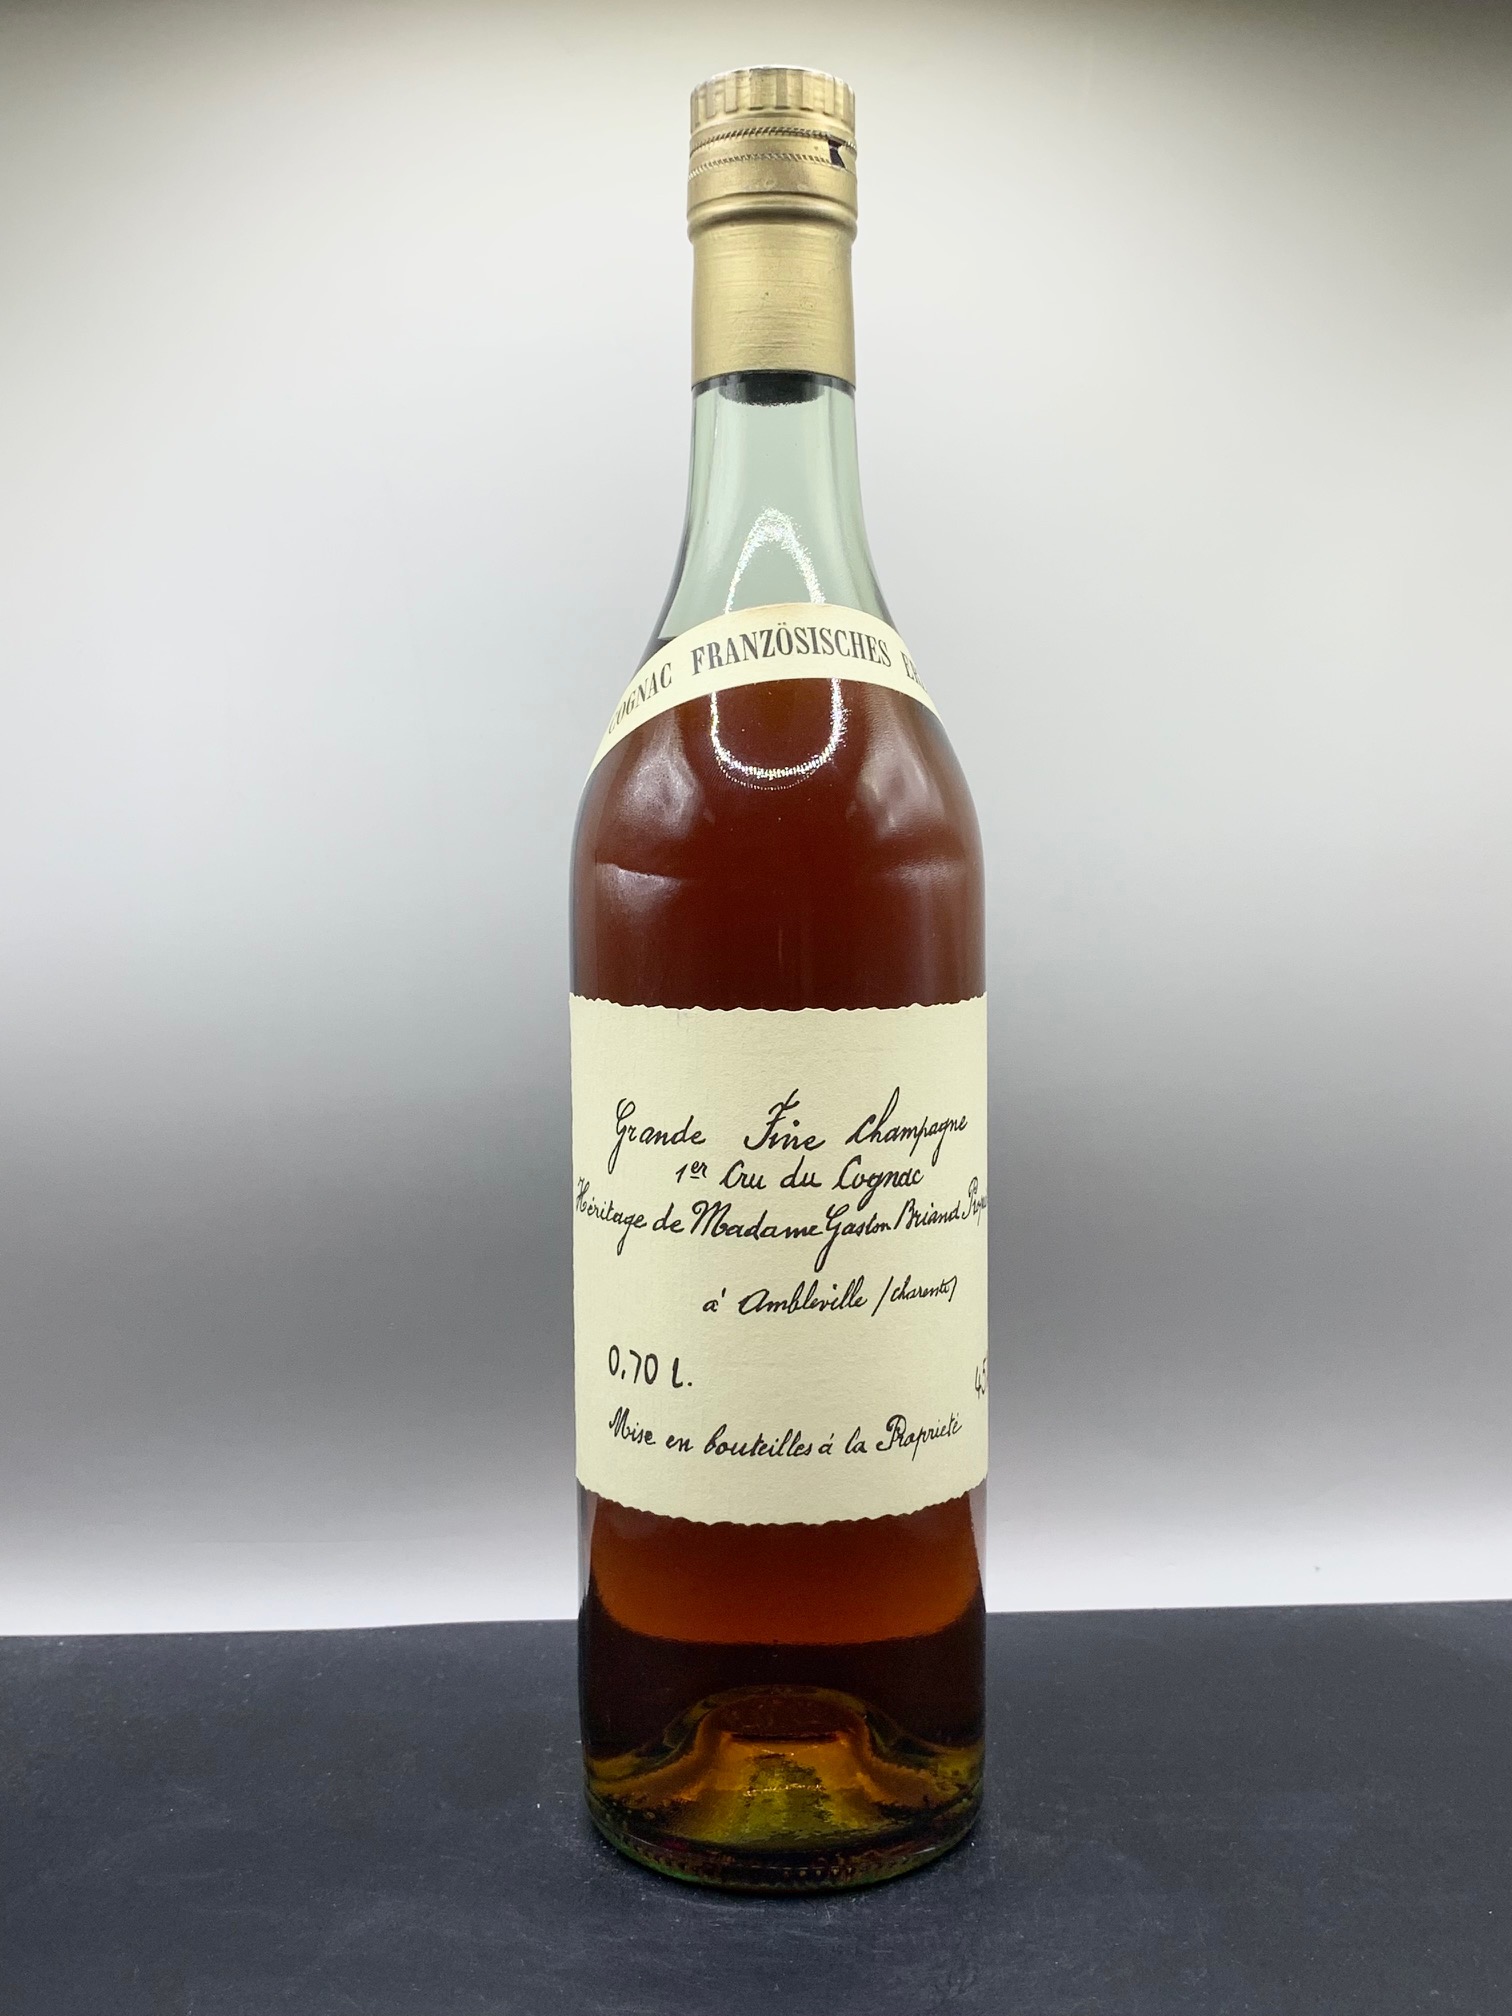 COGNAC FRANZÖSISCHES
Grande Fine Champagne
1er Cru du Cognac
Héritage de Madame Gaston Briand
à Ambleville (Charente)
0,70 L.
45
Mise en bouteilles à la Propriété